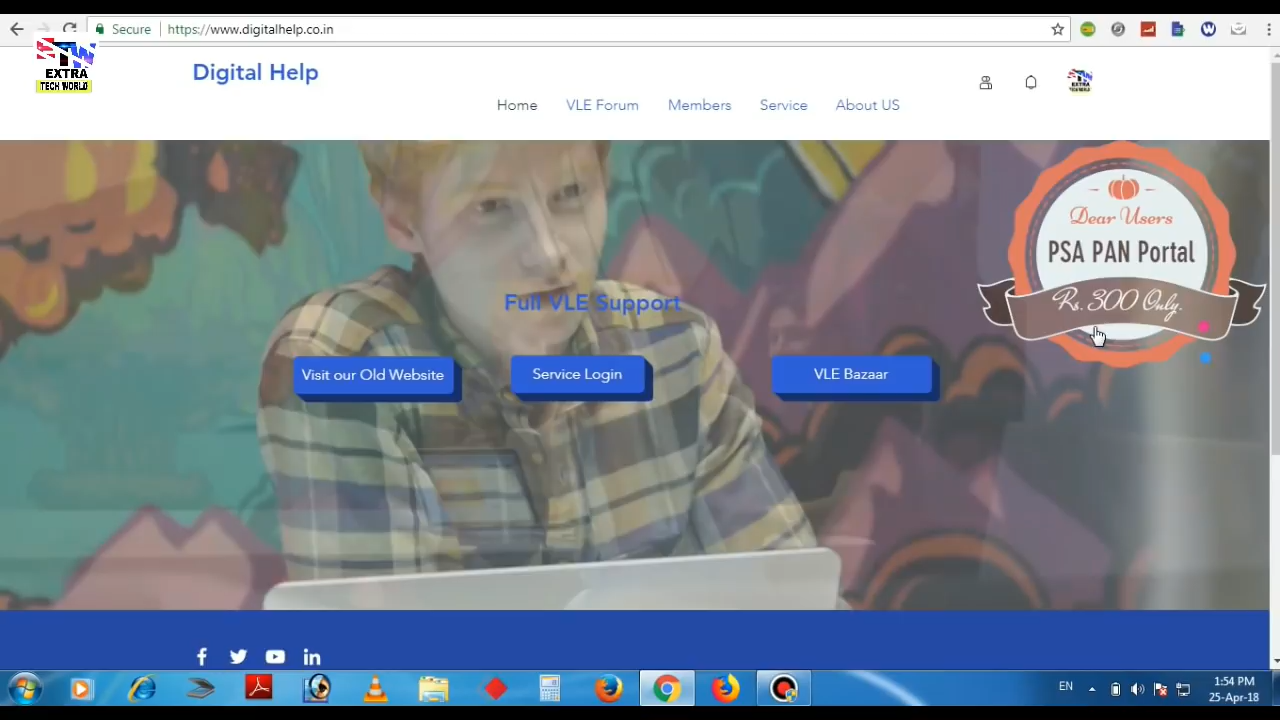 Secure
https://www.digitalhelp.co.in
STW
EXTRA
TECH WORLD
Digital Help
Home
VLE Forum
Members
Service
About US
Dear Users
PSA PAN Portal
Rs. 300 Only.
Full VLE Support
Visit our Old Website
Service Login
VLE Bazaar
EN
1:54 PM
25-Apr-18